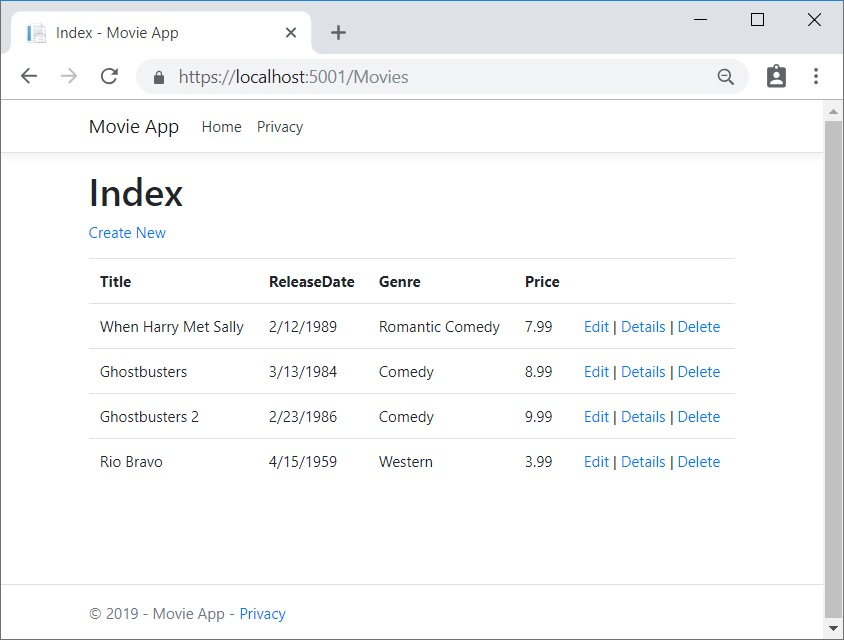 Index - Movie App
https://localhost:5001/Movies
Movie App Home Privacy
Index
Create New
Title ReleaseDate Genre Price
When Harry Met Sally 2/12/1989 Romantic Comedy 7.99 Edit | Details | Delete
Ghostbusters 3/13/1984 Comedy 8.99 Edit | Details | Delete
Ghostbusters 2 2/23/1986 Comedy 9.99 Edit | Details | Delete
Rio Bravo 4/15/1959 Western 3.99 Edit | Details | Delete
© 2019 - Movie App - Privacy